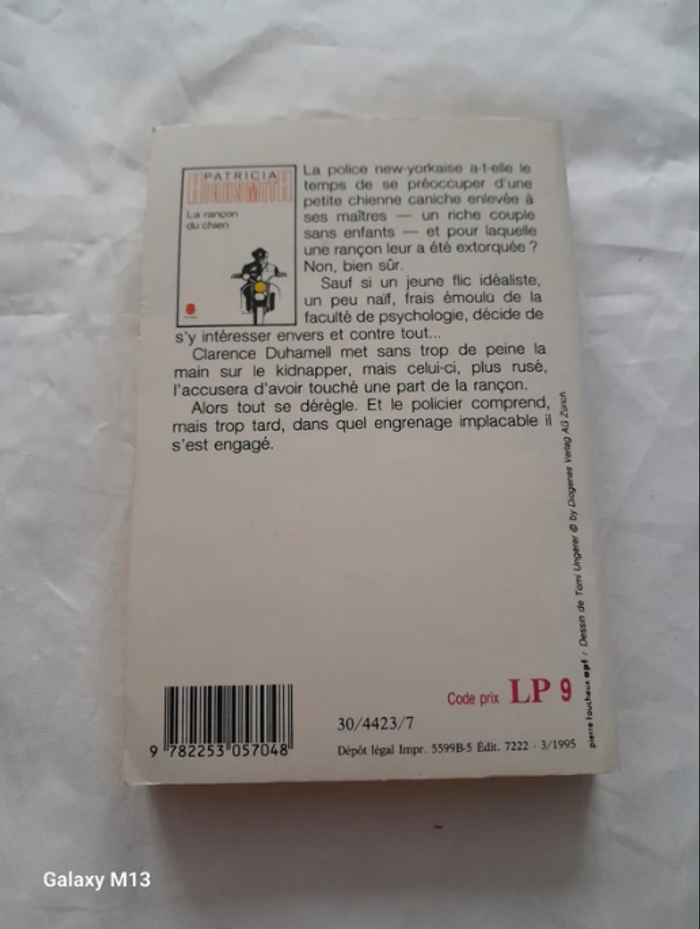 PATRICIA
HIGHSMITH
La rançon
du chien
La police new-yorkaise a-t-elle le
temps de se préoccuper d'une
petite chienne caniche enlevée à
ses maîtres — un riche couple
sans enfants — et pour laquelle
une rançon leur a été extorquée ?
Non, bien sûr.
Sauf si un jeune flic idéaliste,
un peu naïf, frais émoulu de la
faculté de psychologie, décide de
s'y intéresser envers et contre tout...
Clarence Duhamell met sans trop de peine la
main sur le kidnapper, mais celui-ci, plus rusé,
l'accusera d'avoir touché une part de la rançon.
Alors tout se dérègle. Et le policier comprend,
mais trop tard, dans quel engrenage implacable il
s'est engagé.
pierre faucheux apf / Dessin de Tomi Ungerer © by Diogenes Verlag AG Zürich
Code prix LP 9
30/4423/7
Dépôt légal Impr. 5599B-5 Édit. 7222 - 3/1995
9 782253 057048
Galaxy M13